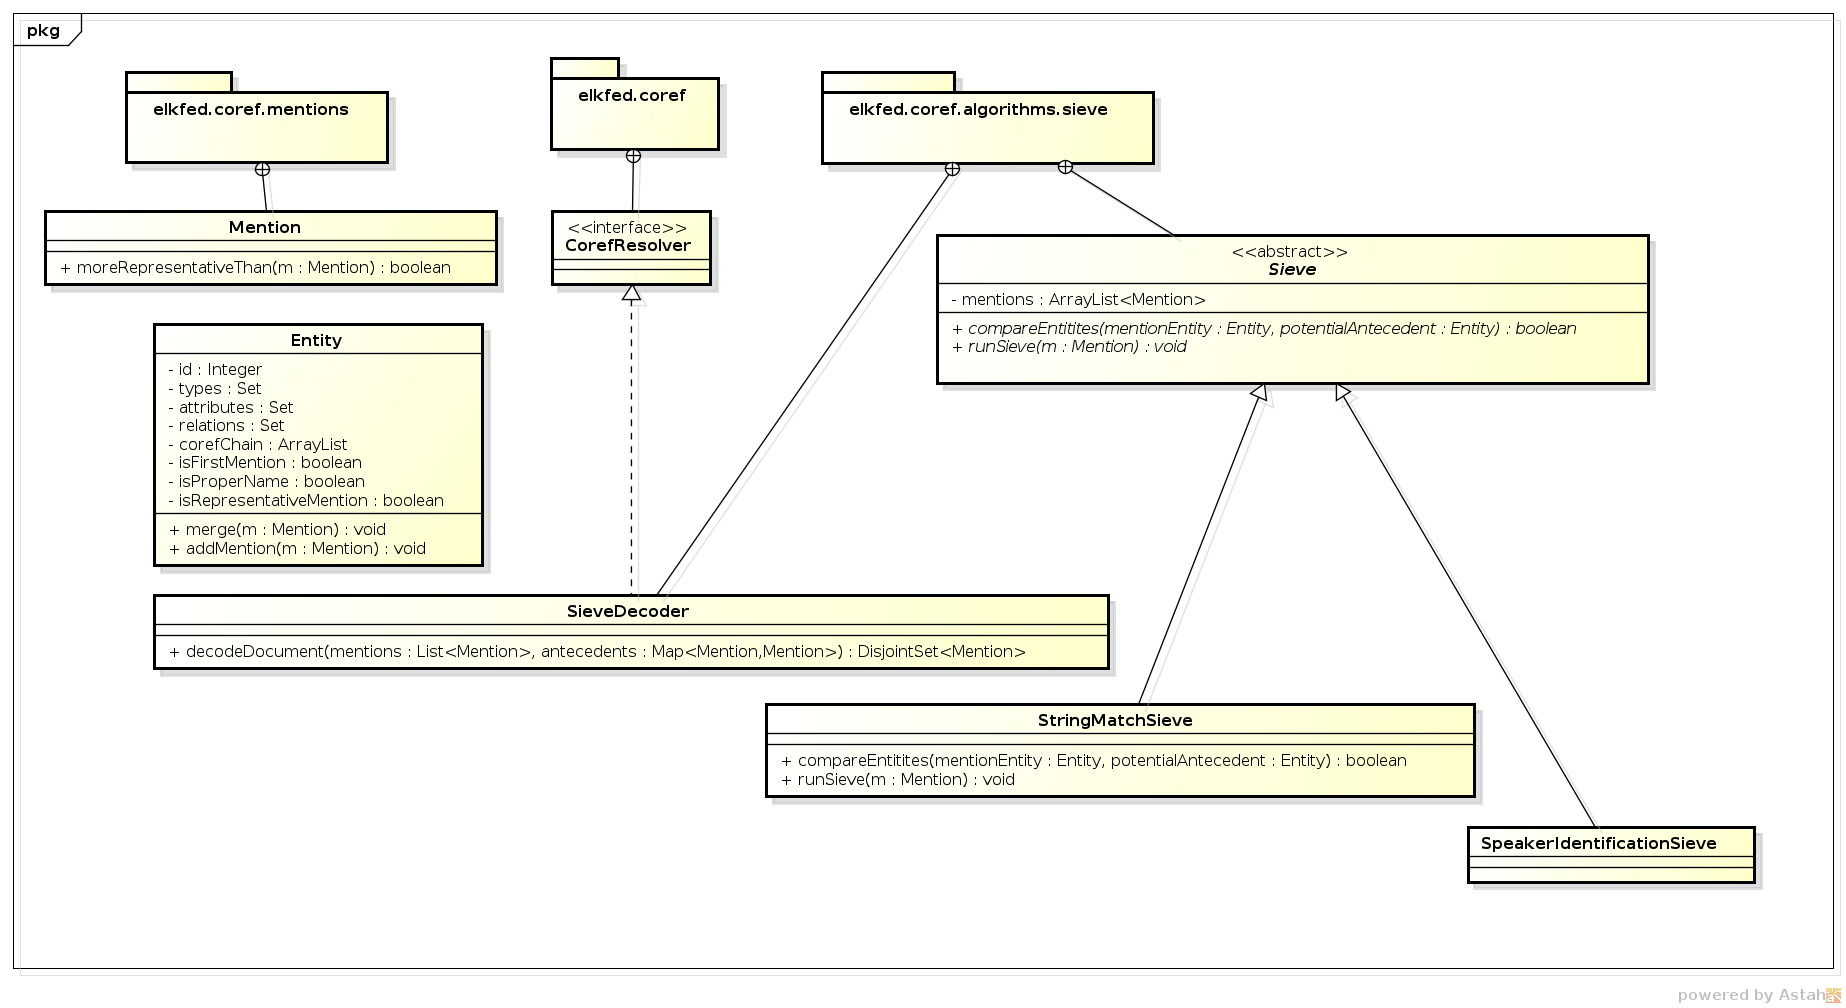 pkg
elkfed.coref.mentions
elkfed.coref
elkfed.coref.algorithms.sieve
Mention
+ moreRepresentativeThan(m : Mention) : boolean
<<interface>>
CorefResolver
<<abstract>>
Sieve
- mentions : ArrayList<Mention>
+ compareEntitites(mentionEntity : Entity, potentialAntecedent : Entity) : boolean
+ runSieve(m : Mention) : void
Entity
- id : Integer
- types : Set
- attributes : Set
- relations : Set
- corefChain : ArrayList
- isFirstMention : boolean
- isProperName : boolean
- isRepresentativeMention : boolean
+ merge(m : Mention) : void
+ addMention(m : Mention) : void
SieveDecoder
+ decodeDocument(mentions : List<Mention>, antecedents : Map<Mention,Mention>) : DisjointSet<Mention>
StringMatchSieve
+ compareEntitites(mentionEntity : Entity, potentialAntecedent : Entity) : boolean
+ runSieve(m : Mention) : void
SpeakerIdentificationSieve
powered by Astah